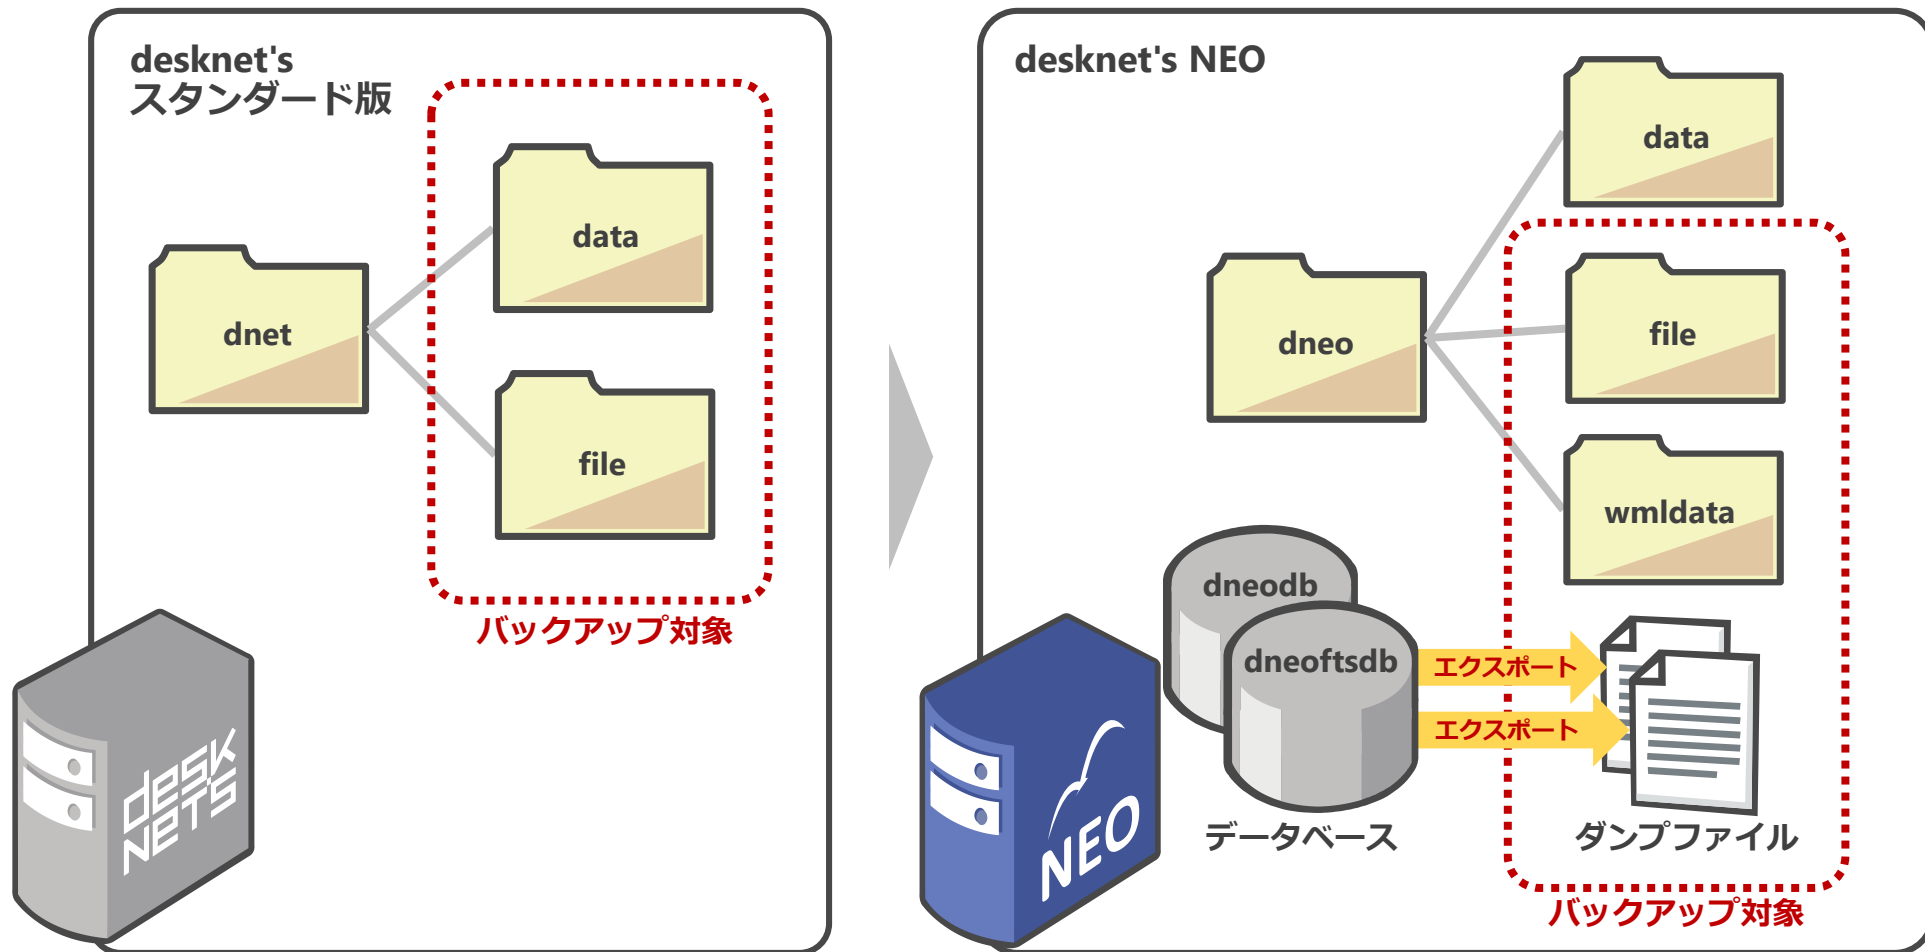 desknet's
スタンダード版
data
dnet
file
バックアップ対象
desk
NET'S
desknet's NEO
data
file
dneo
wmldata
dneodb
dneoftsdb
エクスポート
エクスポート
データベース
ダンプファイル
バックアップ対象
NEO